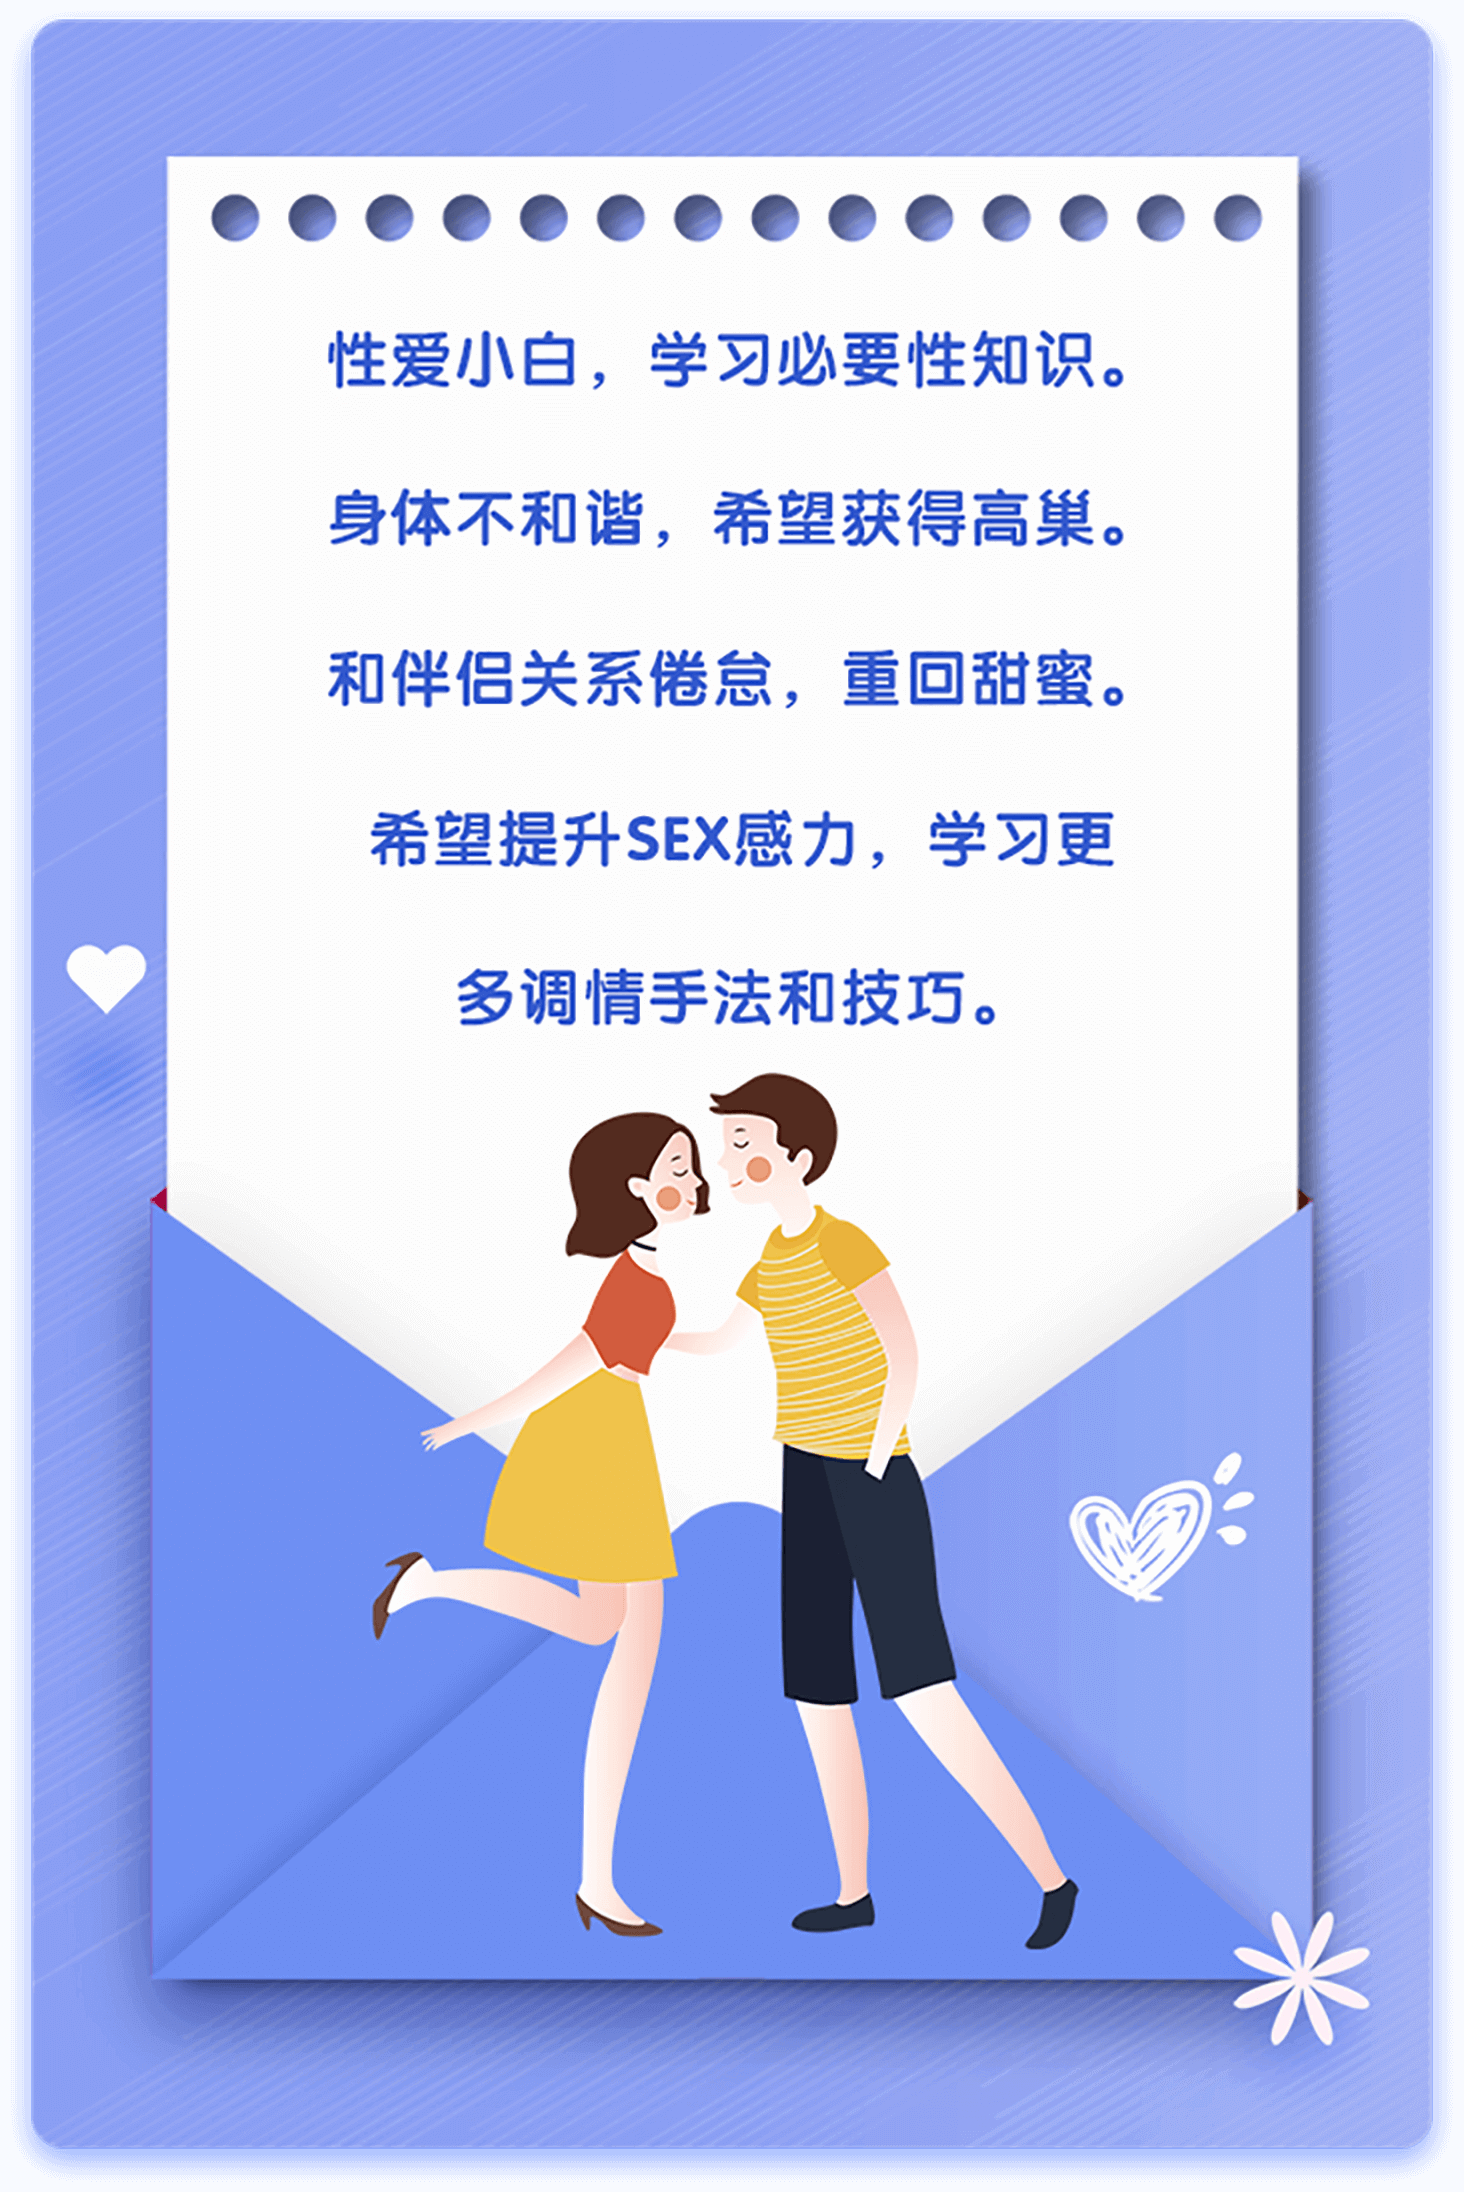 性爱小白，学习必要性知识。
身体不和谐，希望获得高巢。
和伴侣关系倦怠，重回甜蜜。
希望提升SEX感力，学习更
多调情手法和技巧。